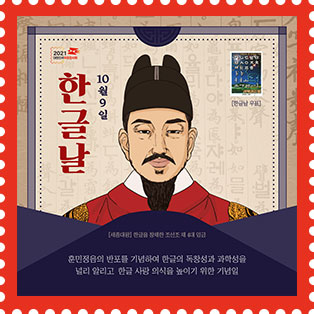 2021
한글날
10월 9일
[한글날 우표]
[세종대왕] 한글을 창제한 조선조 제 4대 임금
훈민정음의 반포를 기념하여 한글의 독창성과 과학성을
널리 알리고 한글 사랑 의식을 높이기 위한 기념일